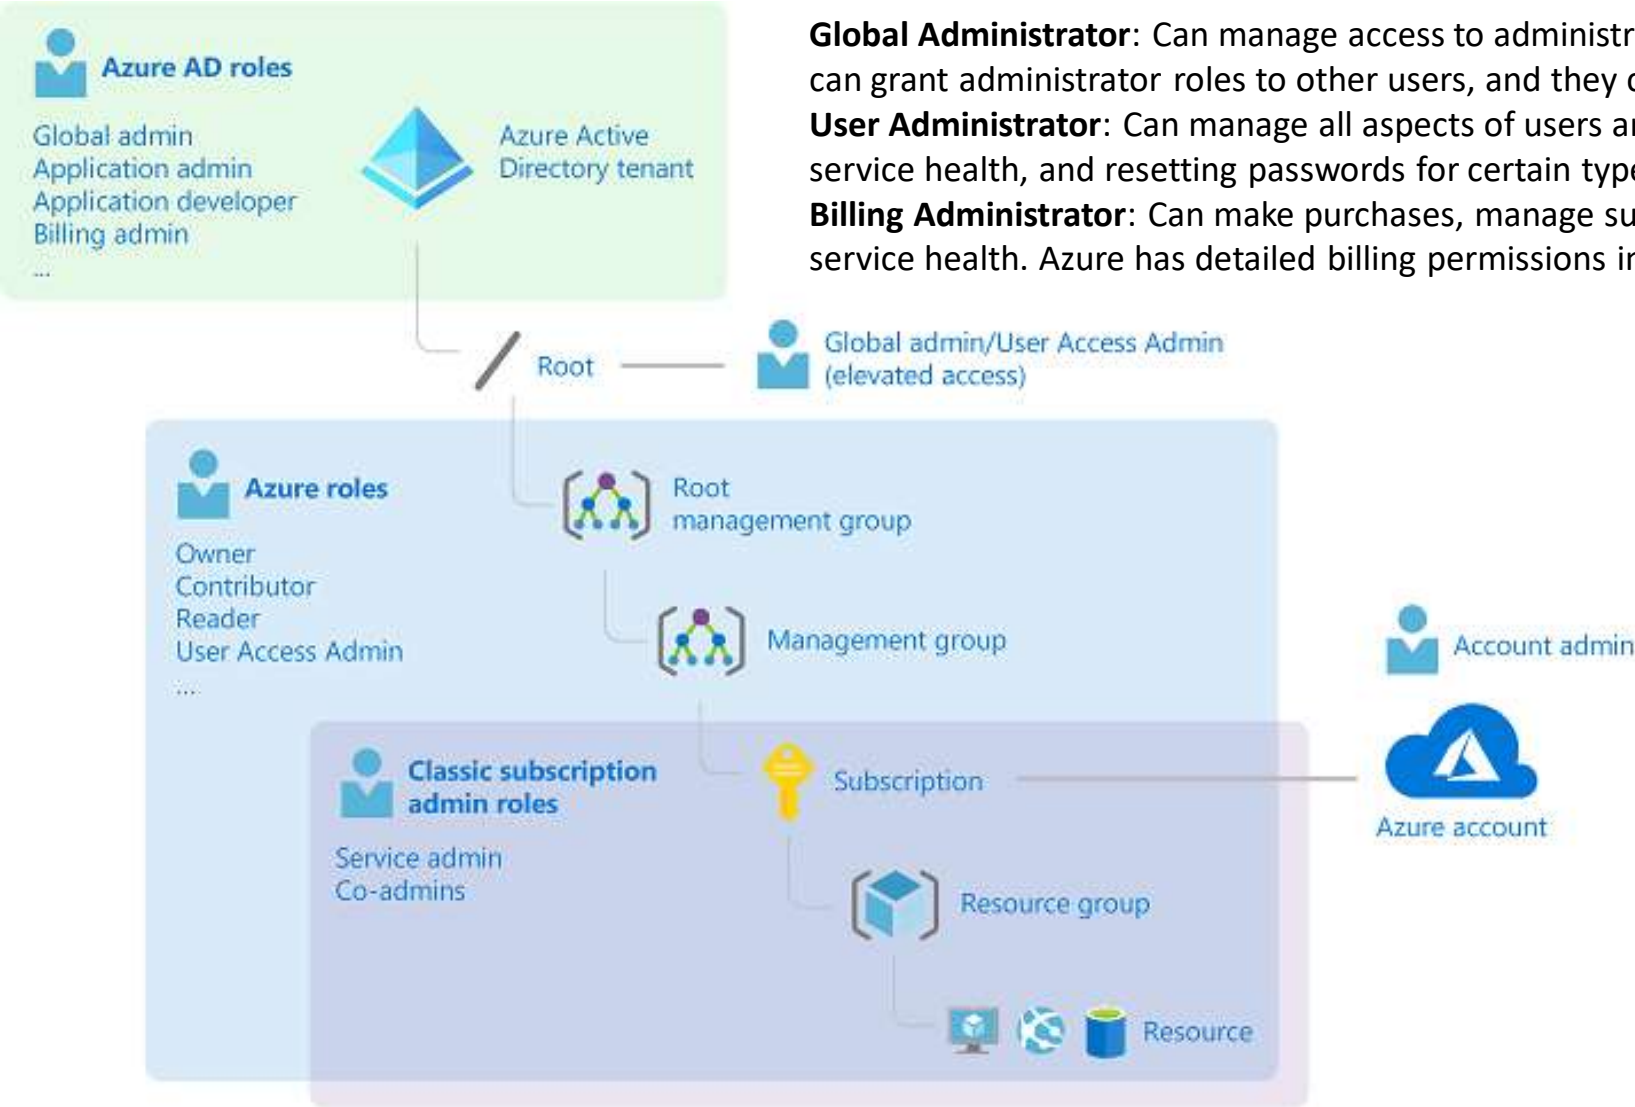 Azure AD roles
Global admin
Application admin
Application developer
Billing admin
...
Azure Active
Directory tenant
Global Administrator: Can manage access to administr
can grant administrator roles to other users, and they
User Administrator: Can manage all aspects of users
service health, and resetting passwords for certain type
Billing Administrator: Can make purchases, manage su
service health. Azure has detailed billing permissions
Root
Global admin/User Access Admin
(elevated access)
Azure roles
Owner
Contributor
Reader
User Access Admin
...
Root
management group
Management group
Account admin
Classic subscription
admin roles
Service admin
Co-admins
Subscription
Azure account
Resource group
Resource